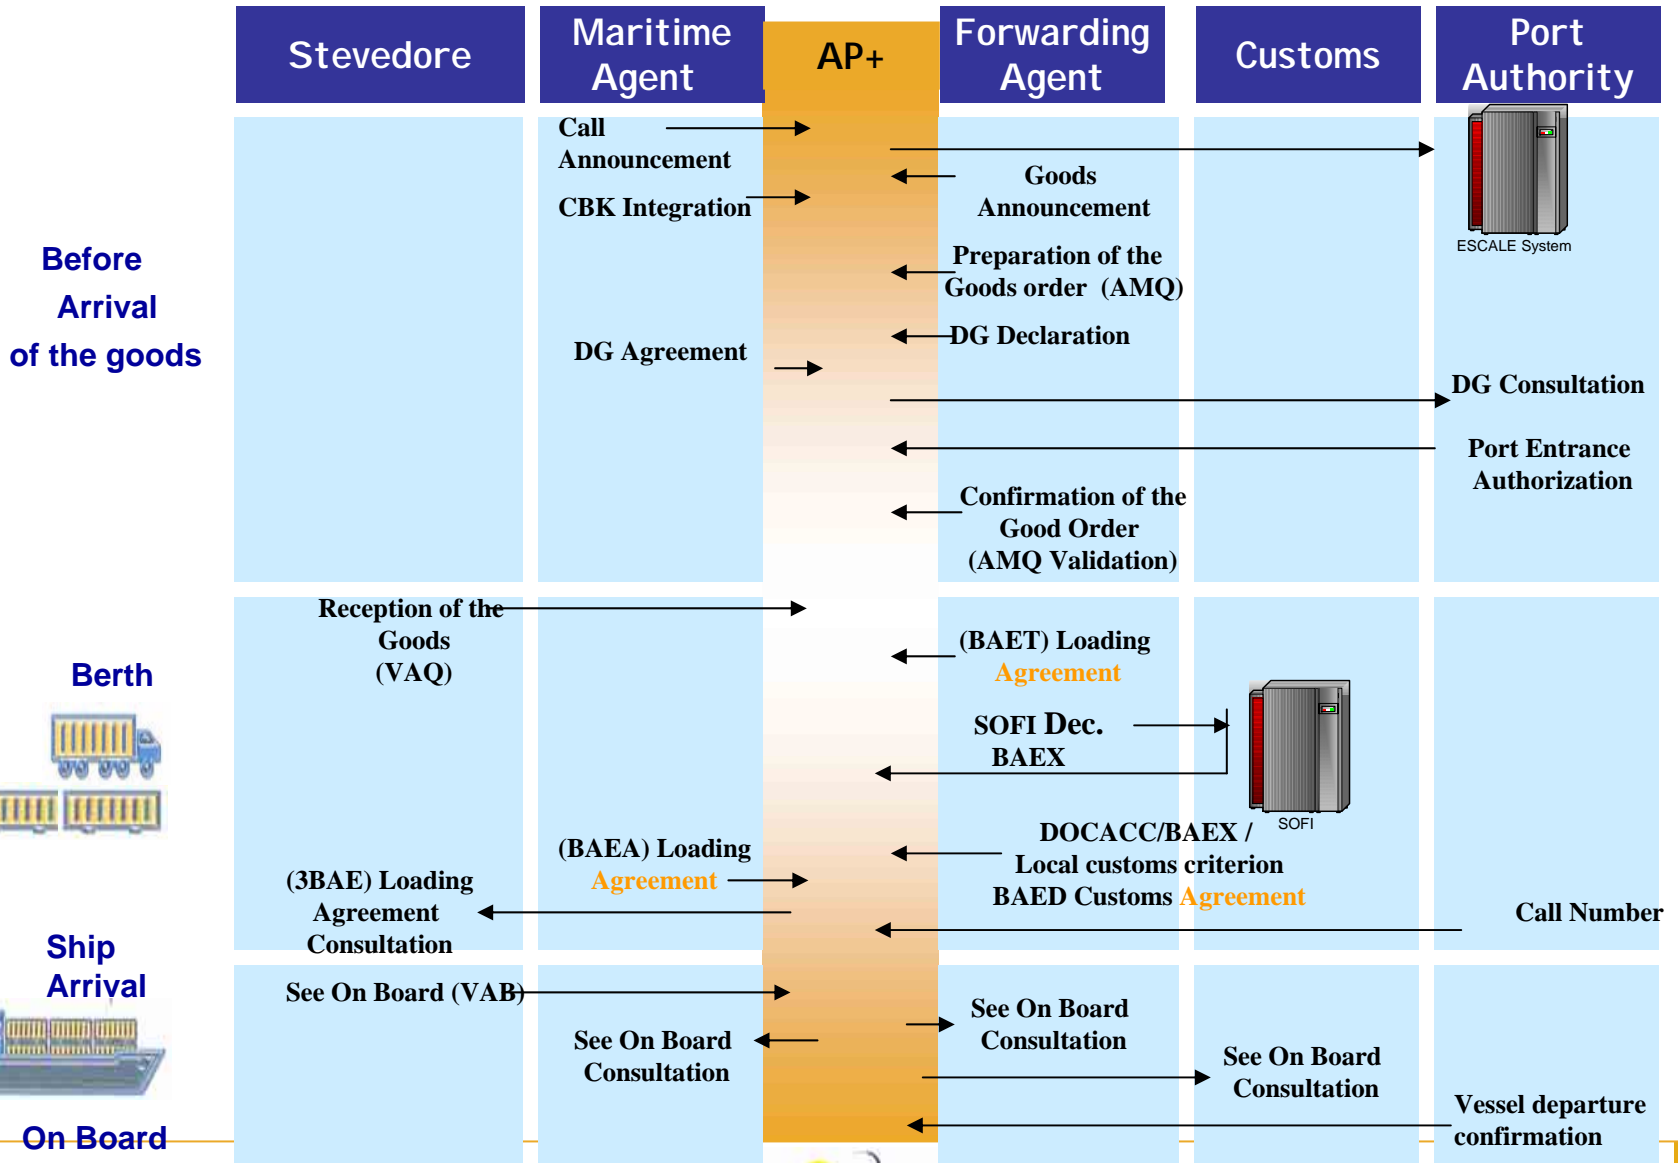 Stevedore
Maritime
Agent
AP+
Forwarding
Agent
Customs
Port
Authority
Before
Arrival
of the goods
Call
Announcement
Goods
Announcement
ESCALE System
CBK Integration
Preparation of the
Goods order (AMQ)
DG Declaration
DG Agreement
DG Consultation
Port Entrance
Authorization
Confirmation of the
Good Order
(AMQ Validation)
Berth
Reception of the
Goods
(VAQ)
(BAET) Loading
Agreement
SOFI Dec.
BAEX
SOFI
DOCACC/BAEX /
Local customs criterion
BAED Customs Agreement
(BAEA) Loading
Agreement
(3BAE) Loading
Agreement
Consultation
Call Number
Ship
Arrival
See On Board (VAB)
See On Board
Consultation
See On Board
Consultation
See On Board
Consultation
Vessel departure
confirmation
On Board